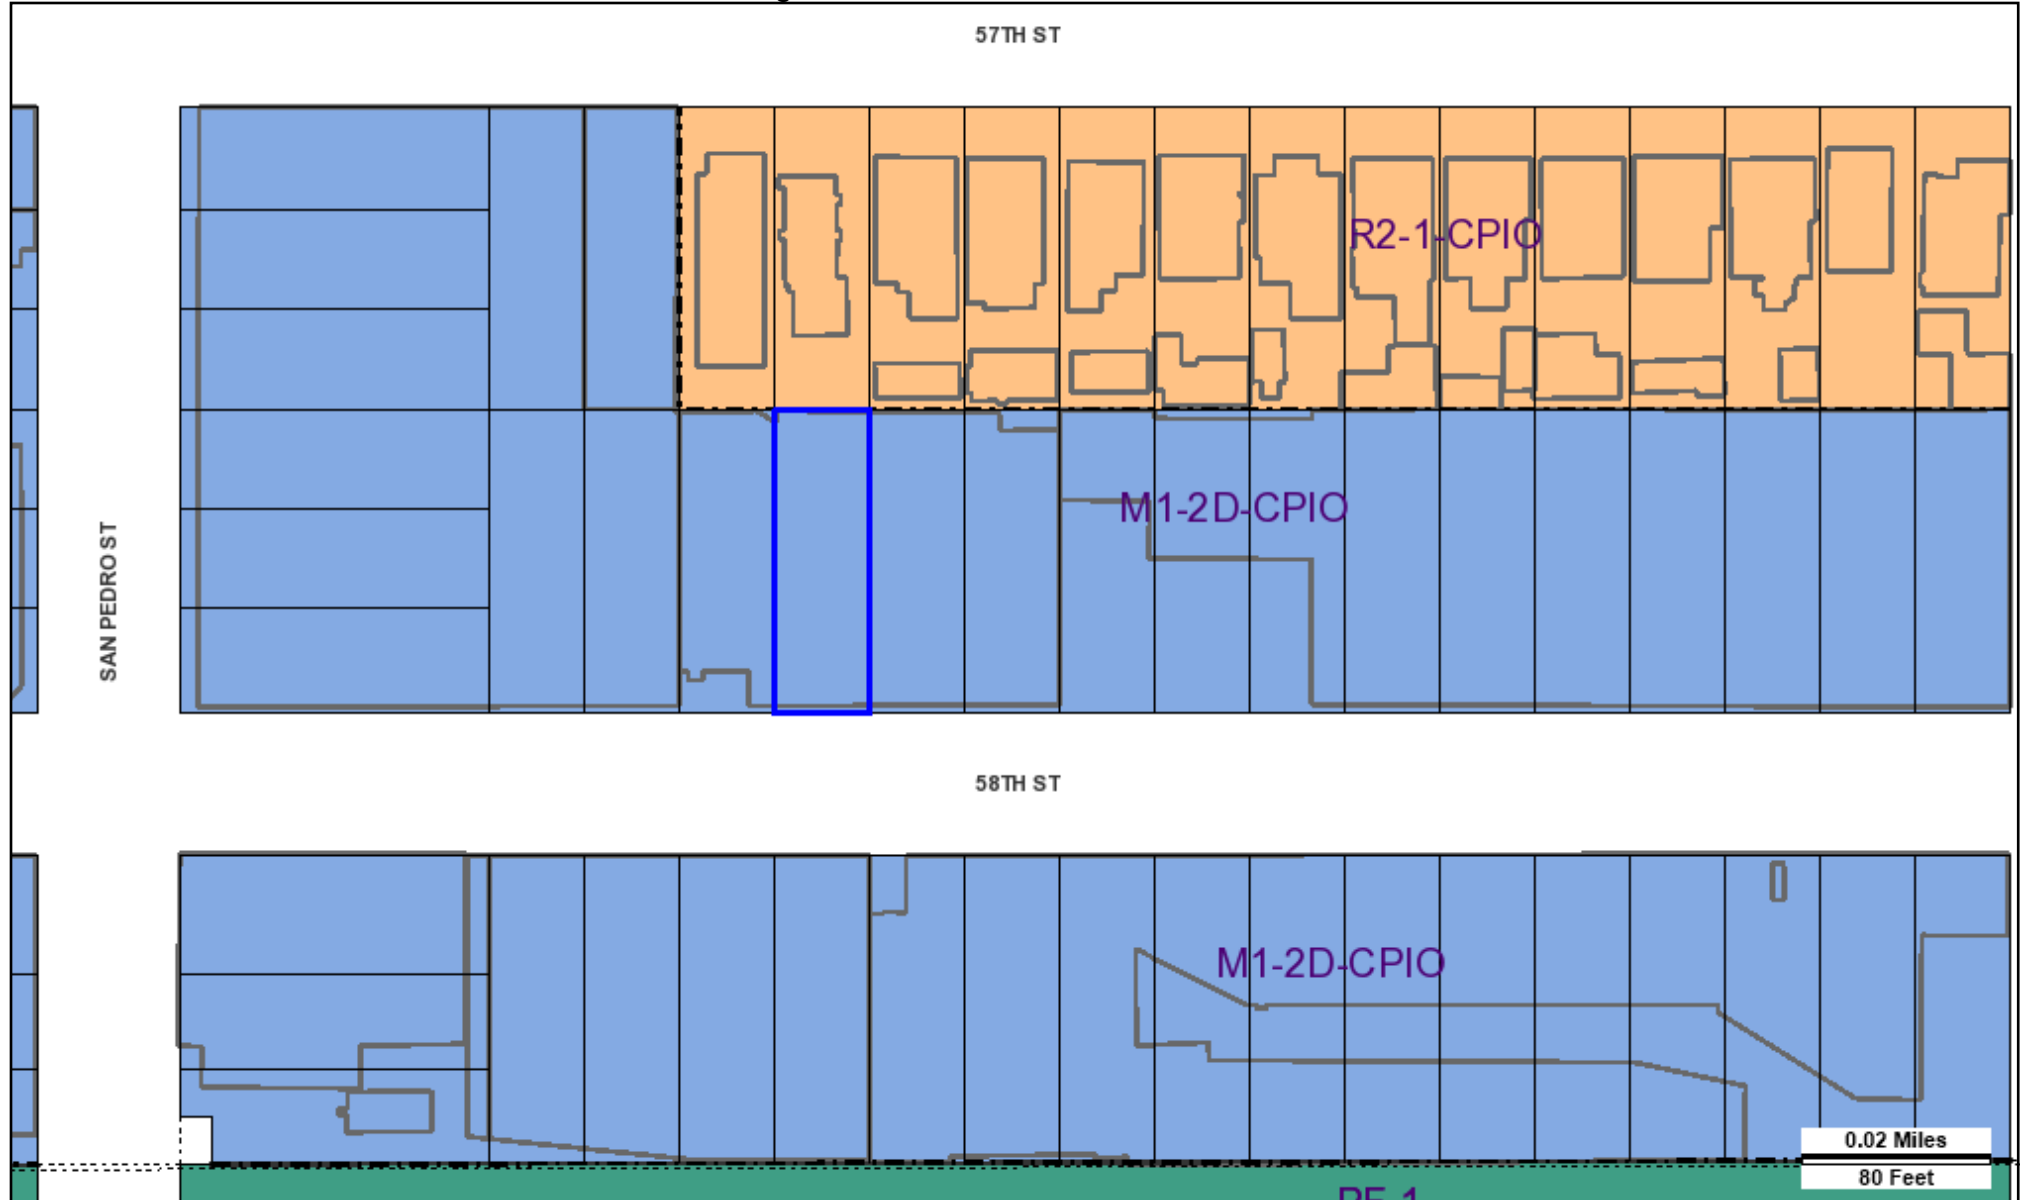 57TH ST
R2-1-CPIO
M1-2D-CPIO
SAN PEDRO ST
58TH ST
M1-2D-CPIO
0.02 Miles
80 Feet